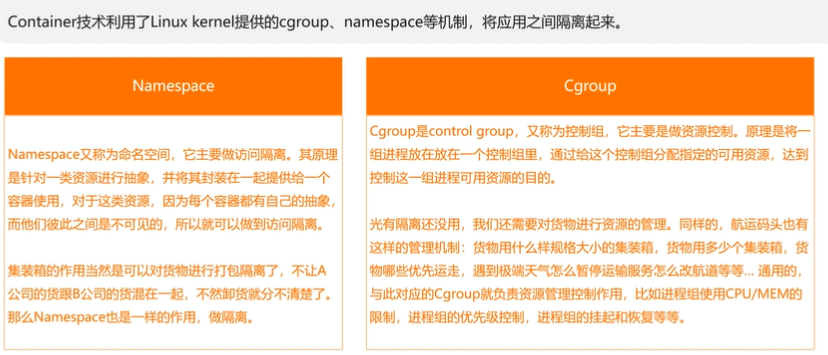 Container技术利用了Linux kernel提供的cgroup、namespace等机制，将应用之间隔离起来。
Namespace
Namespace又称为命名空间，它主要做访问隔离。其原理
是针对一类资源进行抽象，并将其封装在一起提供给一个
容器使用，对于这类资源，因为每个容器都有自己的抽象，
而他们彼此之间是不可见的，所以就可以做到访问隔离。
集装箱的作用当然是可以对货物进行打包隔离了，不让A
公司的货跟B公司的货混在一起，不然卸货就分不清楚了。
那么Namespace也是一样的作用，做隔离。
Cgroup
Cgroup是control group，又称为控制组，它主要是做资源控制。原理是将一
组进程放在放在一个控制组里，通过给这个控制组分配指定的可用资源，达到
控制这一组进程可用资源的目的。
光有隔离还没用，我们还需要对货物进行资源的管理。同样的，航运码头也有
这样的管理机制：货物用什么样规格大小的集装箱，货物用多少个集装箱，货
物哪些优先运走，遇到极端天气怎么暂停运输服务怎么改航道等等... 通用的，
与此对应的Cgroup就负责资源管理控制作用，比如进程组使用CPU/MEM的
限制，进程组的优先级控制，进程组的挂起和恢复等等。